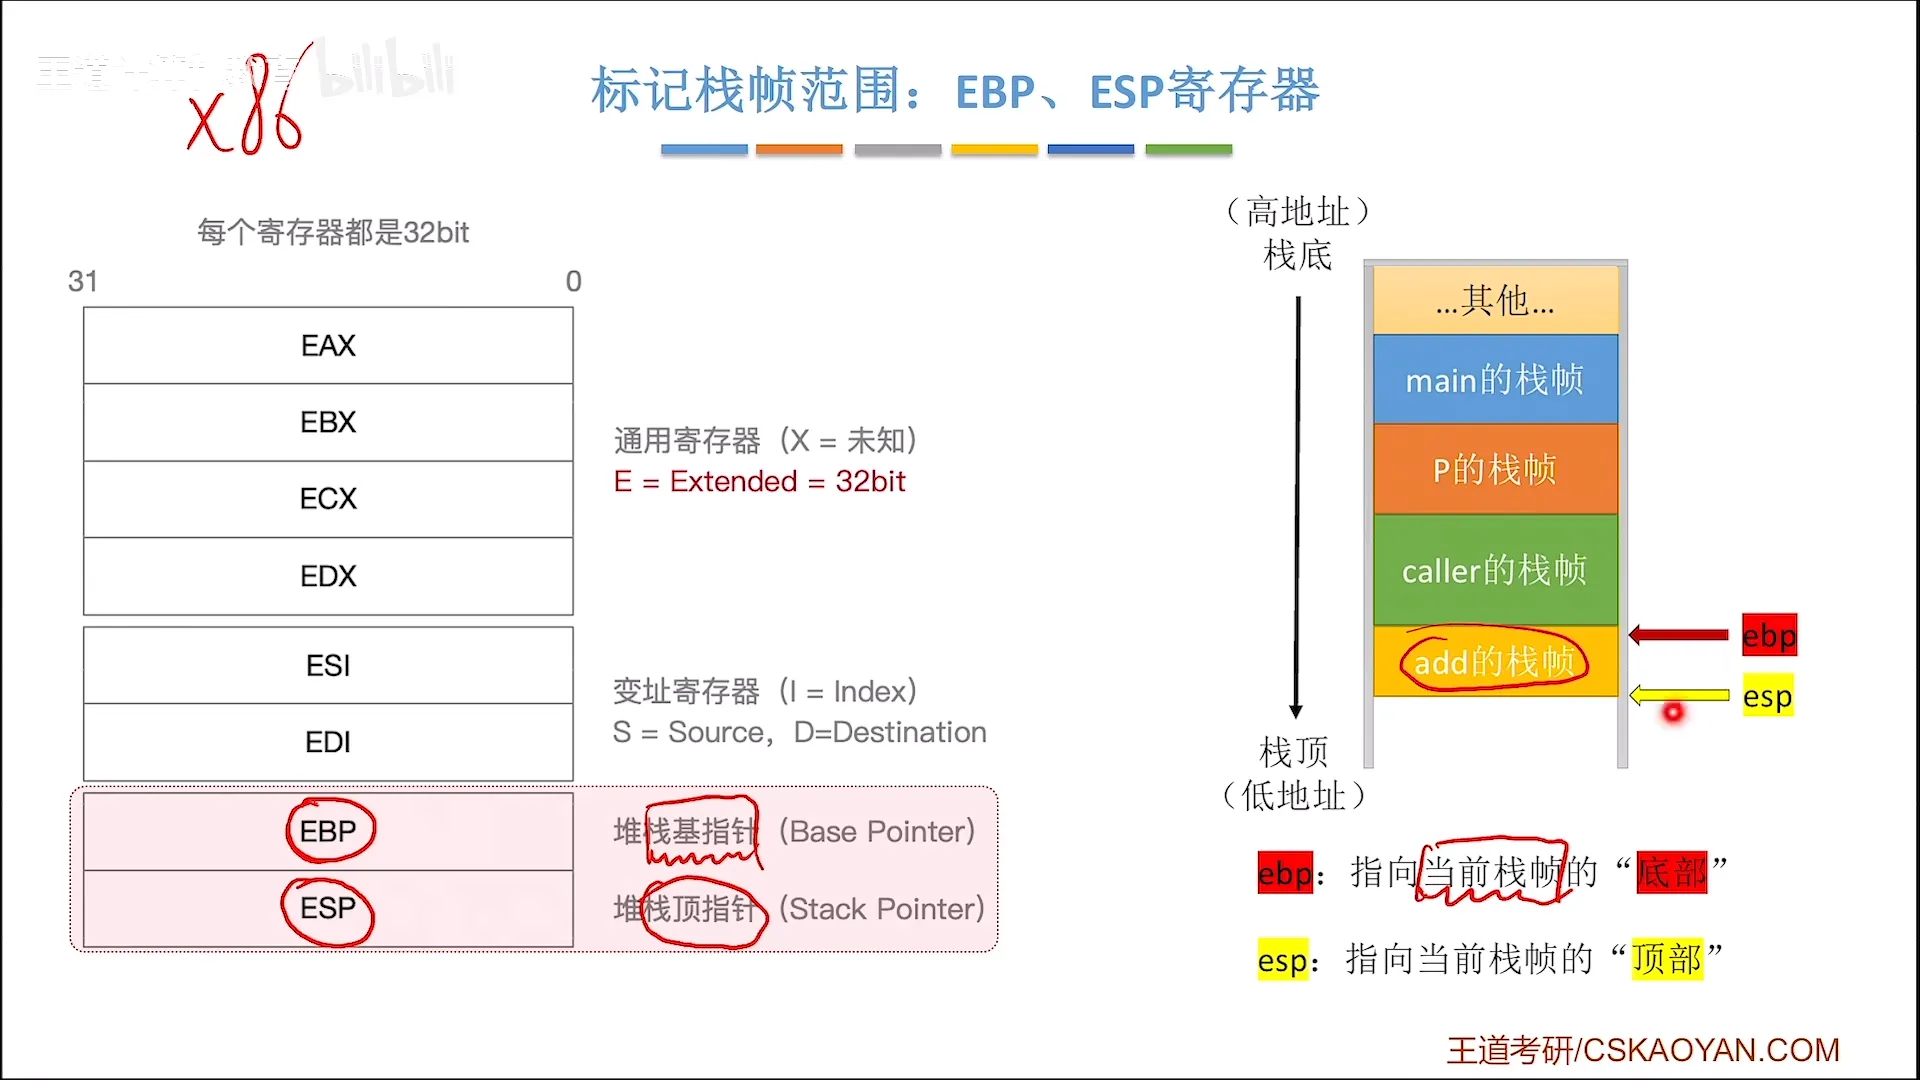 x86
bilibili
标记栈帧范围：EBP、ESP寄存器
每个寄存器都是32bit
31 0
EAX
EBX
ECX
EDX
通用寄存器（X = 未知）
E = Extended = 32bit
ESI
EDI
变址寄存器（I = Index）
S = Source，D=Destination
EBP
堆栈基指针（Base Pointer）
ESP
堆栈顶指针（Stack Pointer）
（高地址）
栈底
栈顶
（低地址）
...其他...
main的栈帧
P的栈帧
caller的栈帧
add的栈帧
ebp
esp
ebp：指向当前栈帧的“底部”
esp：指向当前栈帧的“顶部”
王道考研/CSKAOYAN.COM